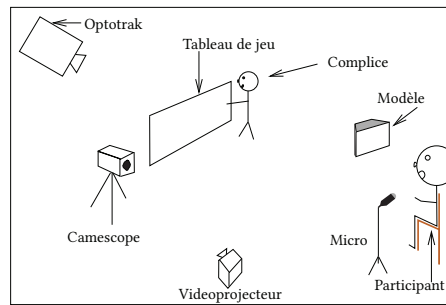 Optotrak
Tableau de jeu
Complice
Modèle
Camescope
Micro
Participant
Videoprojecteur